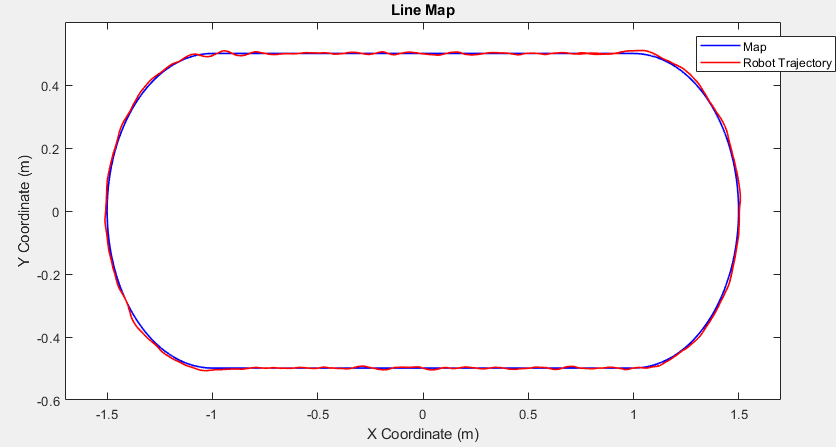 Line Map
Map
Robot Trajectory
0.4
0.2
0
-0.2
-0.4
-0.6
Y Coordinate (m)
-1.5 -1 -0.5 0 0.5 1 1.5
X Coordinate (m)